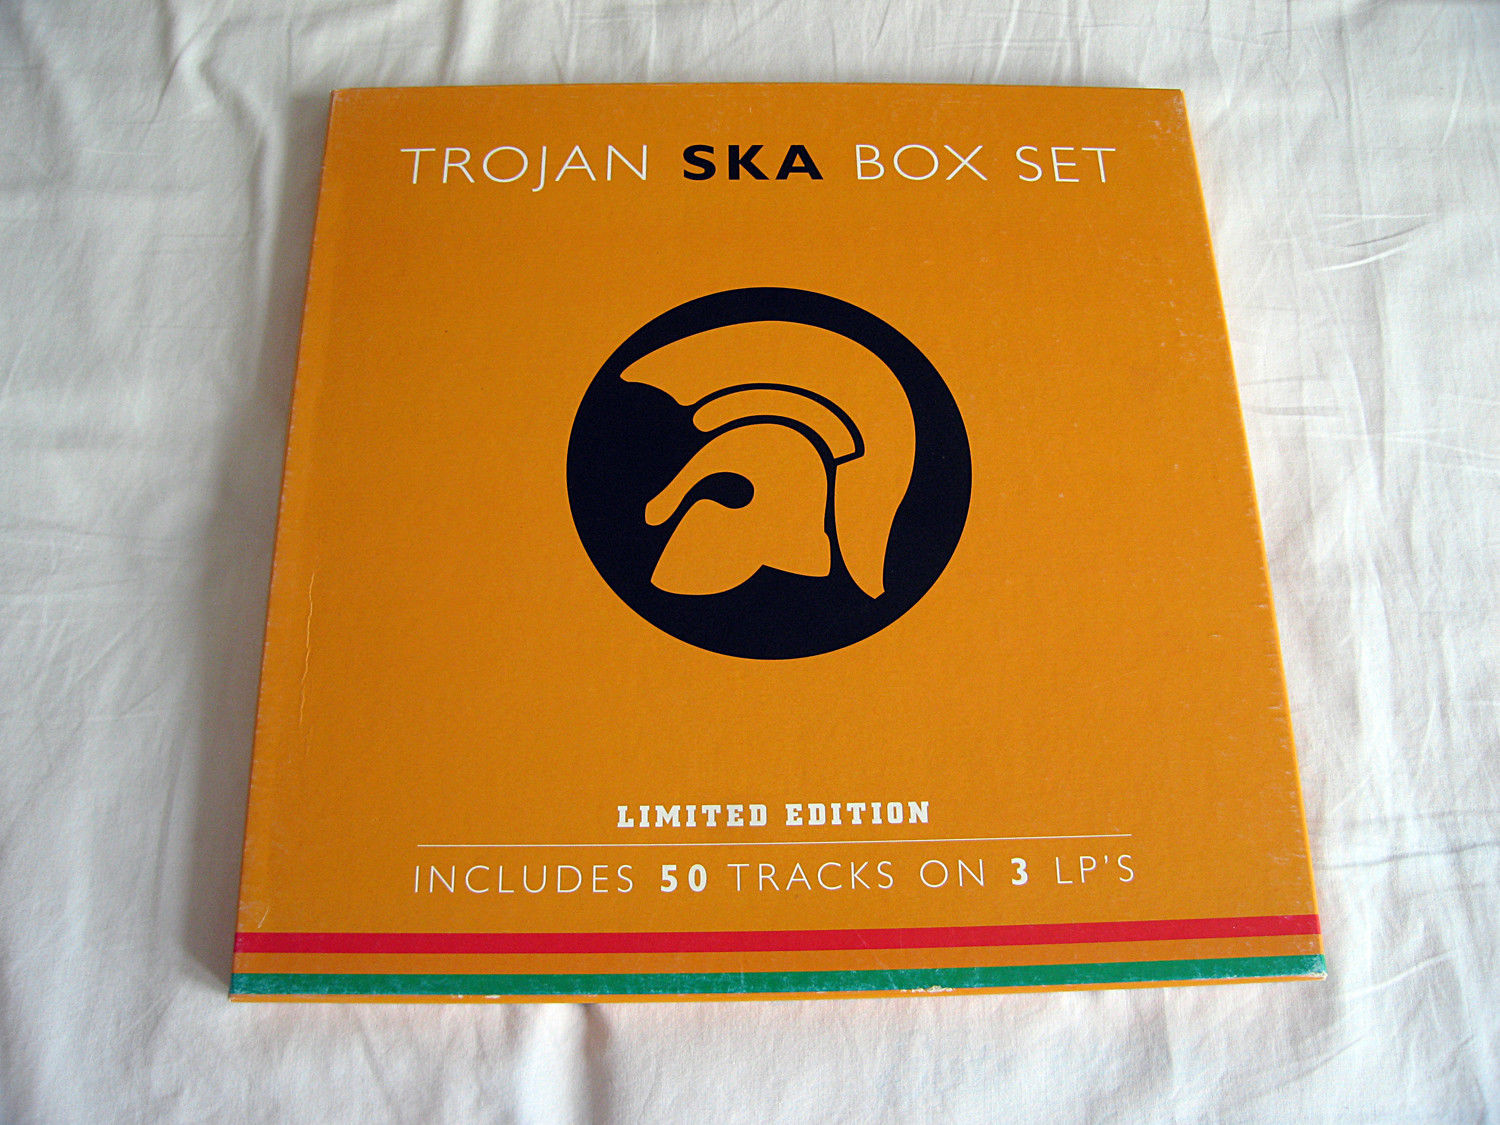 TROJAN SKA BOX SET
LIMITED EDITION
INCLUDES 50 TRACKS ON 3 LP'S